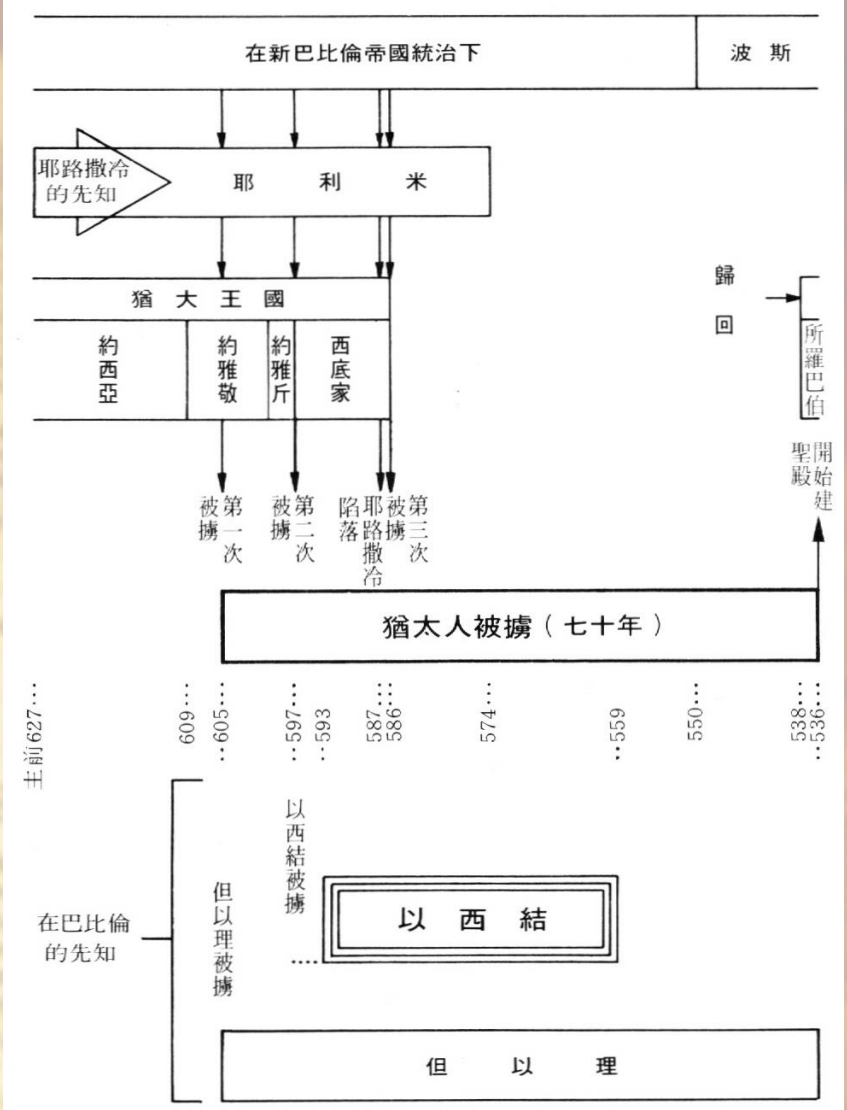 在新巴比倫帝國統治下
波斯
耶路撒冷
的先知
耶利米
猶大王國
約西亞
約雅敬
約雅斤
西底家
歸回
所羅巴伯
開始建
聖殿
第一次
被擄
第二次
被擄
第三次
被擄
耶路撒冷
陷落
猶太人被擄(七十年)
主前627…
609…
‥605…
‥597…
‥593
587…
586…
574…
‥559
550…
538…
‥536…
以西結被擄
但以理被擄
在巴比倫
的先知
以西結
但以理